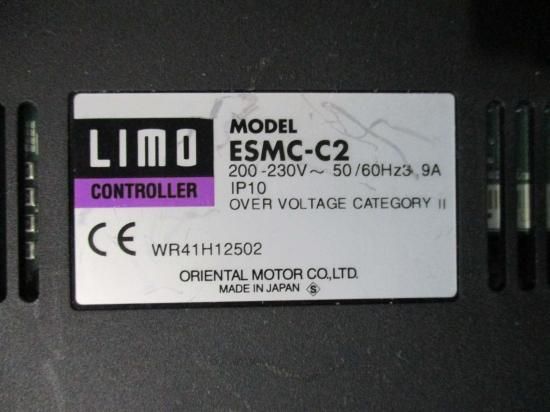 LIMO
CONTROLLER
MODEL
ESMC-C2
200-230V~ 50/60Hz3.9A
IP10
OVER VOLTAGE CATEGORY II
CE WR41H12502
ORIENTAL MOTOR CO.,LTD.
MADE IN JAPAN S